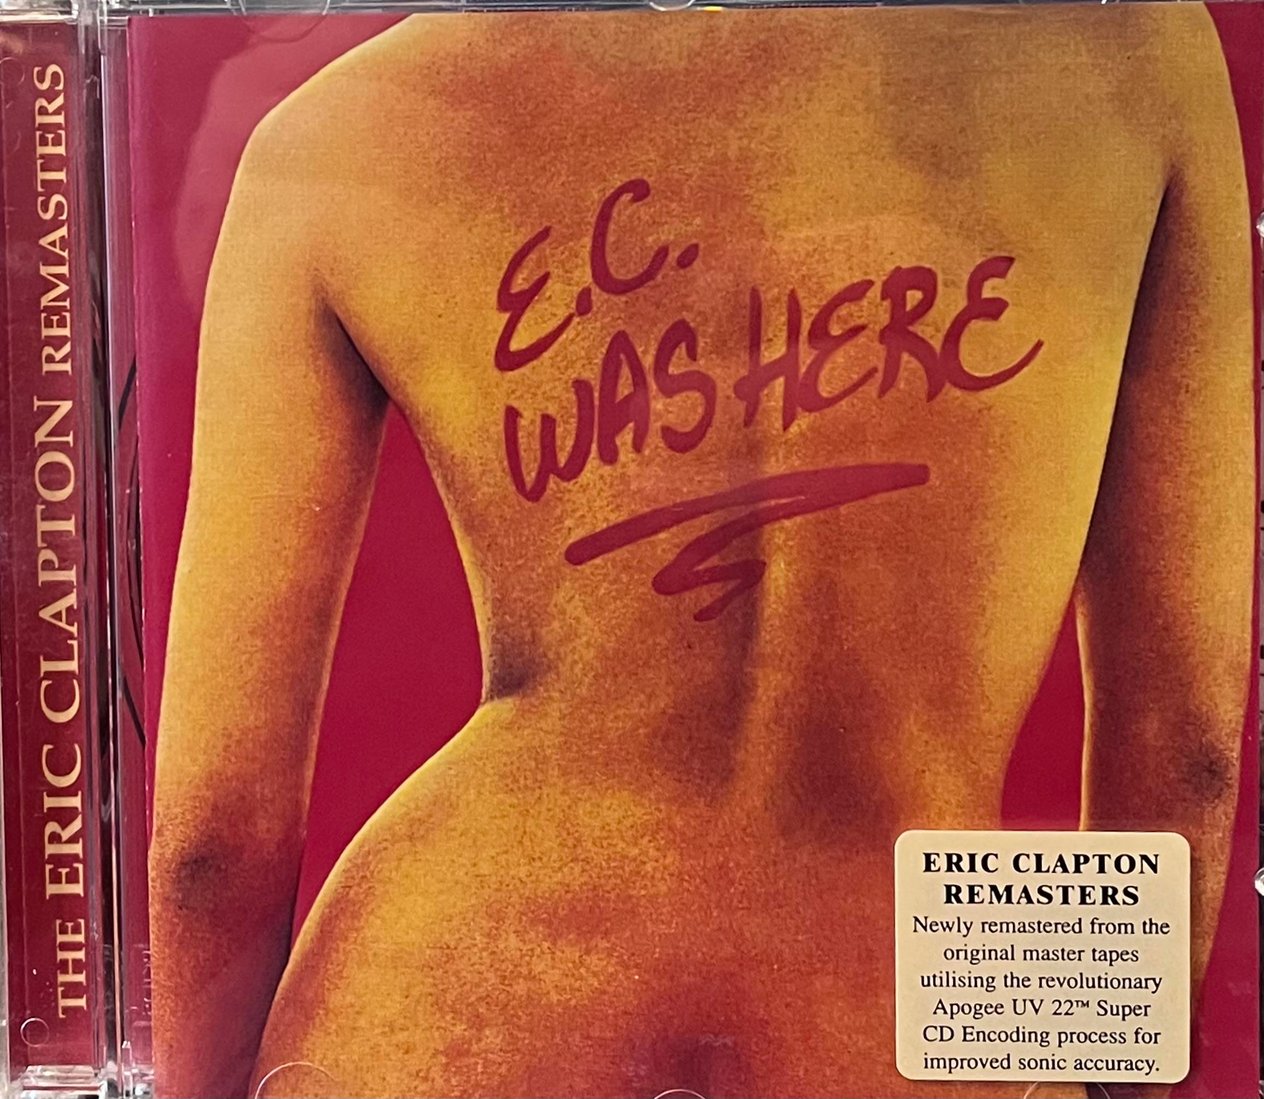 THE ERIC CLAPTON REMASTERS
E.C.
WAS HERE
ERIC CLAPTON
REMASTERS
Newly remastered from the
original master tapes
utilising the revolutionary
Apogee UV 22™ Super
CD Encoding process for
improved sonic accuracy.